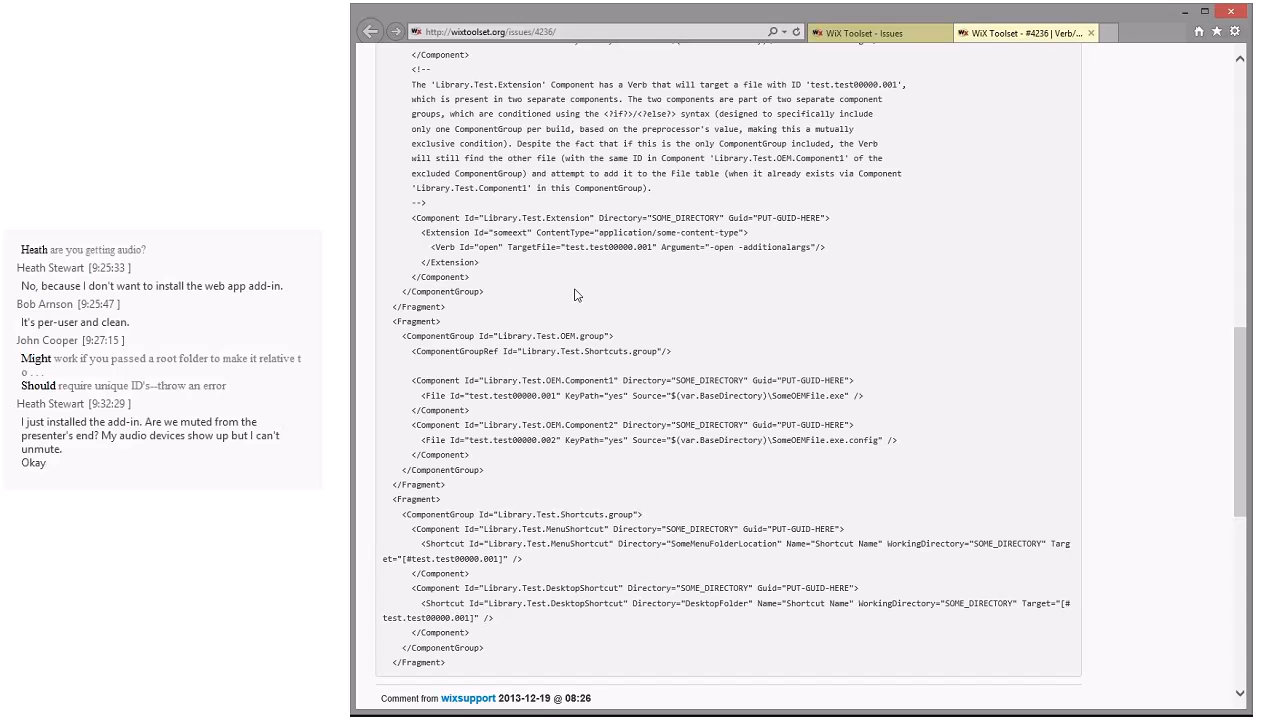 Heath are you getting audio?
Heath Stewart [9:25:33 ]
No, because I don't want to install the web app add-in.
Bob Arnson [9:25:47 ]
It's per-user and clean.
John Cooper [9:27:15 ]
Might work if you passed a root folder to make it relative t
o . . .
Should require unique ID's--throw an error
Heath Stewart [9:32:29 ]
I just installed the add-in. Are we muted from the
presenter's end? My audio devices show up but I can't
unmute.
Okay
http://wixtoolset.org/issues/4236/
WiX Toolset - Issues
WiX Toolset - #4236 | Verb/...
</Component>
<!--
The 'Library.Test.Extension' Component has a Verb that will target a file with ID 'test.test00000.001',
which is present in two separate components. The two components are part of two separate component
groups, which are conditioned using the <?if?>/<?else?> syntax (designed to specifically include
only one ComponentGroup per build, based on the preprocessor's value, making this a mutually
exclusive condition). Despite the fact that if this is the only ComponentGroup included, the Verb
will still find the other file (with the same ID in Component 'Library.Test.OEM.Component1' of the
excluded ComponentGroup) and attempt to add it to the File table (when it already exists via Component
'Library.Test.Component1' in this ComponentGroup).
-->
<Component Id="Library.Test.Extension" Directory="SOME_DIRECTORY" Guid="PUT-GUID-HERE">
<Extension Id="someext" ContentType="application/some-content-type">
<Verb Id="open" TargetFile="test.test00000.001" Argument="-open -additionalargs"/>
</Extension>
</Component>
</ComponentGroup>
</Fragment>
<Fragment>
<ComponentGroup Id="Library.Test.OEM.group">
<ComponentGroupRef Id="Library.Test.Shortcuts.group"/>
<Component Id="Library.Test.OEM.Component1" Directory="SOME_DIRECTORY" Guid="PUT-GUID-HERE">
<File Id="test.test00000.001" KeyPath="yes" Source="$(var.BaseDirectory)\SomeOEMFile.exe" />
</Component>
<Component Id="Library.Test.OEM.Component2" Directory="SOME_DIRECTORY" Guid="PUT-GUID-HERE">
<File Id="test.test00000.002" KeyPath="yes" Source="$(var.BaseDirectory)\SomeOEMFile.exe.config" />
</Component>
</ComponentGroup>
</Fragment>
<Fragment>
<ComponentGroup Id="Library.Test.Shortcuts.group">
<Component Id="Library.Test.MenuShortcut" Directory="SOME_DIRECTORY" Guid="PUT-GUID-HERE">
<Shortcut Id="Library.Test.MenuShortcut" Directory="SomeMenuFolderLocation" Name="Shortcut Name" WorkingDirectory="SOME_DIRECTORY" Targ
et="[#test.test00000.001]" />
</Component>
<Component Id="Library.Test.DesktopShortcut" Directory="SOME_DIRECTORY" Guid="PUT-GUID-HERE">
<Shortcut Id="Library.Test.DesktopShortcut" Directory="DesktopFolder" Name="Shortcut Name" WorkingDirectory="SOME_DIRECTORY" Target="[#
test.test00000.001]" />
</Component>
</ComponentGroup>
</Fragment>
Comment from wixsupport 2013-12-19 @ 08:26